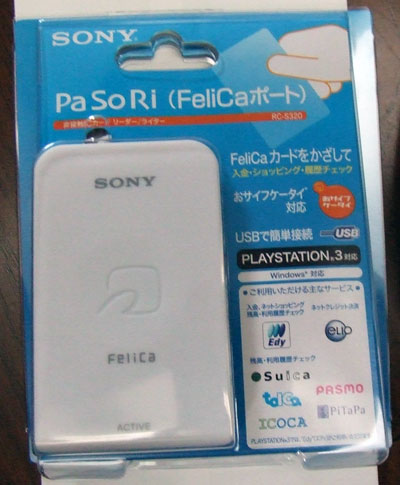 SONY
PaSoRi (FeliCaポート)
非接触ICカード リーダー/ライター
RC-S320
FeliCaカードをかざして
入金・ショッピング・履歴チェック
おサイフケータイ
対応
おサイフケータイ
USBで簡単接続
USB
PLAYSTATION®3 対応
Windows® 対応
● ご利用いただける主なサービス ●
入金、ネットショッピング
残高・利用履歴チェック
ネットクレジット決済
Edy
eLIO
残高・利用履歴チェック
Suica
PASMO
toIca
PiTaPa
ICOCA
SONY
FeliCa
ACTIVE